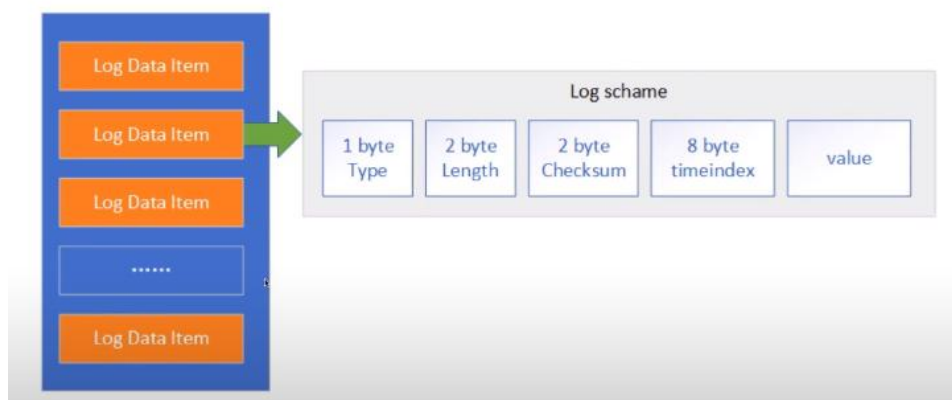 Log Data Item
Log Data Item
Log Data Item
......
Log Data Item
Log schame
1 byte
Type
2 byte
Length
2 byte
Checksum
8 byte
timeindex
value